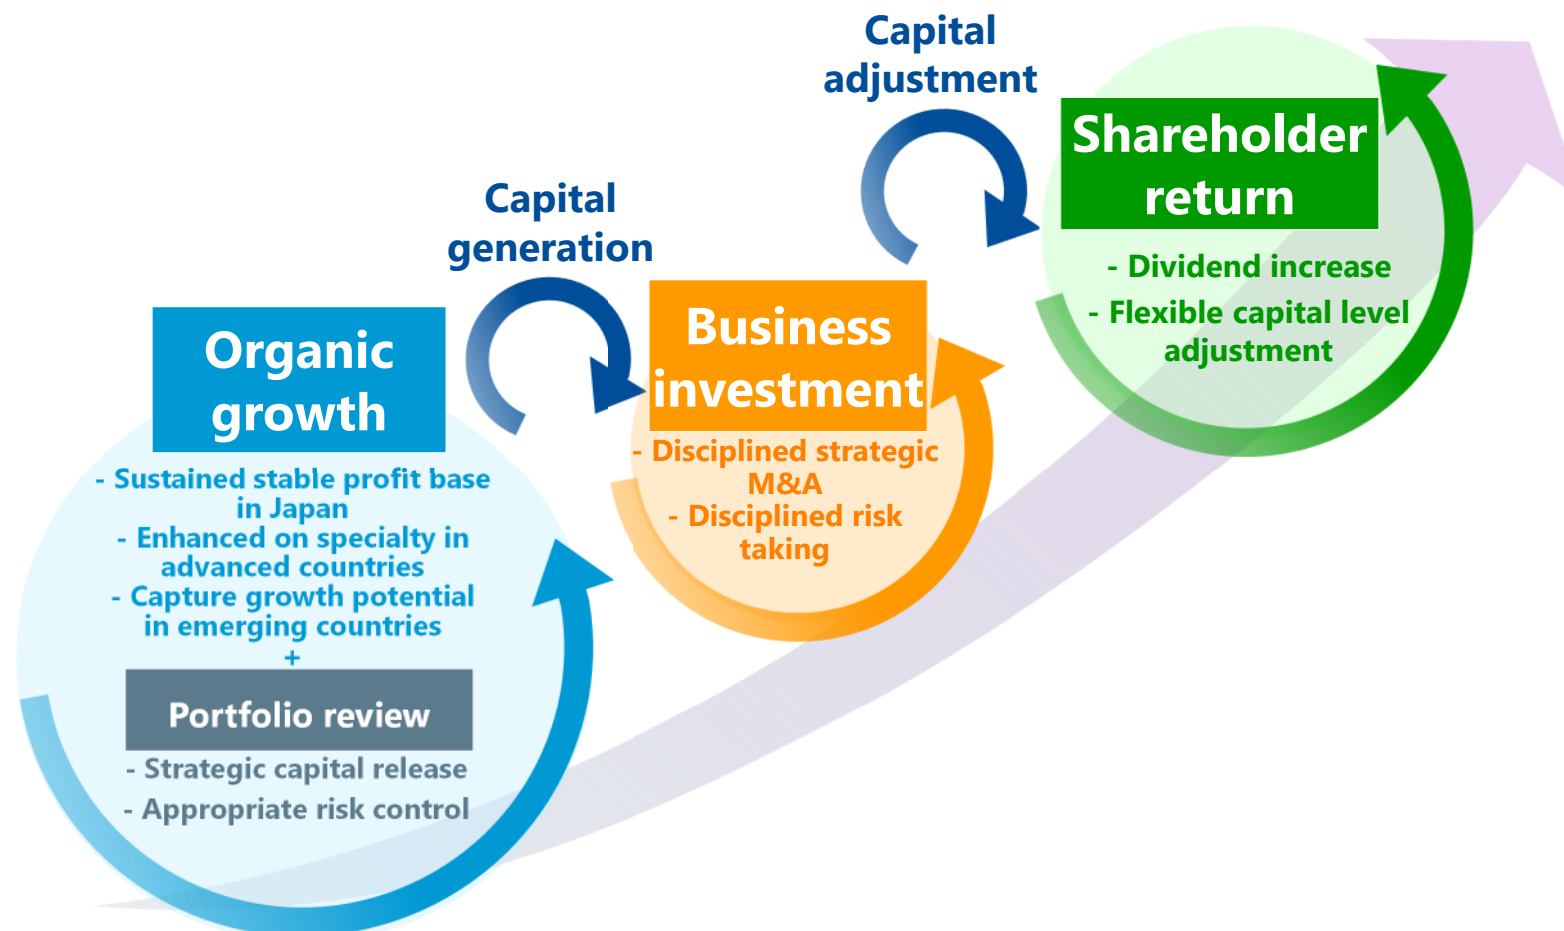 Capital
adjustment
Shareholder
return
- Dividend increase
- Flexible capital level
adjustment
Capital
generation
Business
investment
- Disciplined strategic
M&A
- Disciplined risk
taking
Organic
growth
- Sustained stable profit base
in Japan
- Enhanced on specialty in
advanced countries
- Capture growth potential
in emerging countries
+
Portfolio review
- Strategic capital release
- Appropriate risk control